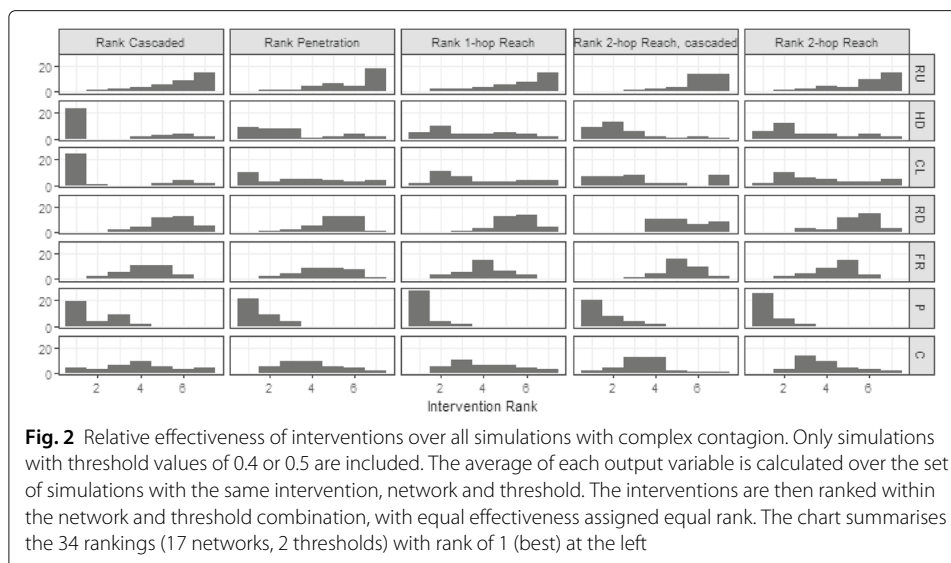 Rank Cascaded Rank Penetration Rank 1-hop Reach Rank 2-hop Reach, cascaded Rank 2-hop Reach
20
0
RU
20
0
HD
20
0
CL
20
0
RD
20
0
FR
20
0
P
20
0
C
2 4 6 2 4 6 2 4 6 2 4 6 2 4 6
Intervention Rank
Fig. 2 Relative effectiveness of interventions over all simulations with complex contagion. Only simulations
with threshold values of 0.4 or 0.5 are included. The average of each output variable is calculated over the set
of simulations with the same intervention, network and threshold. The interventions are then ranked within
the network and threshold combination, with equal effectiveness assigned equal rank. The chart summarises
the 34 rankings (17 networks, 2 thresholds) with rank of 1 (best) at the left